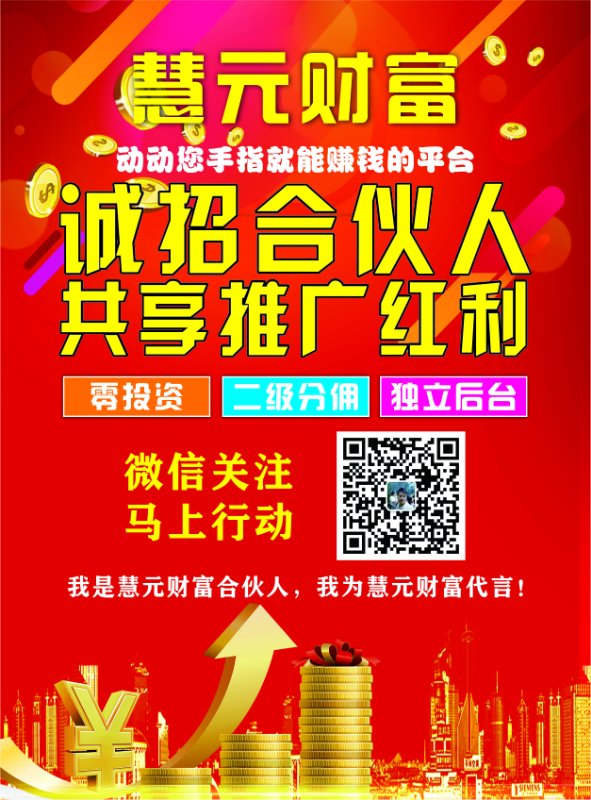 慧元财富
动动您手指就能赚钱的平台
诚招合伙人
共享推广红利
零投资 二级分佣 独立后台
微信关注
马上行动
我是慧元财富合伙人，我为慧元财富代言！
¥
SIEMENS